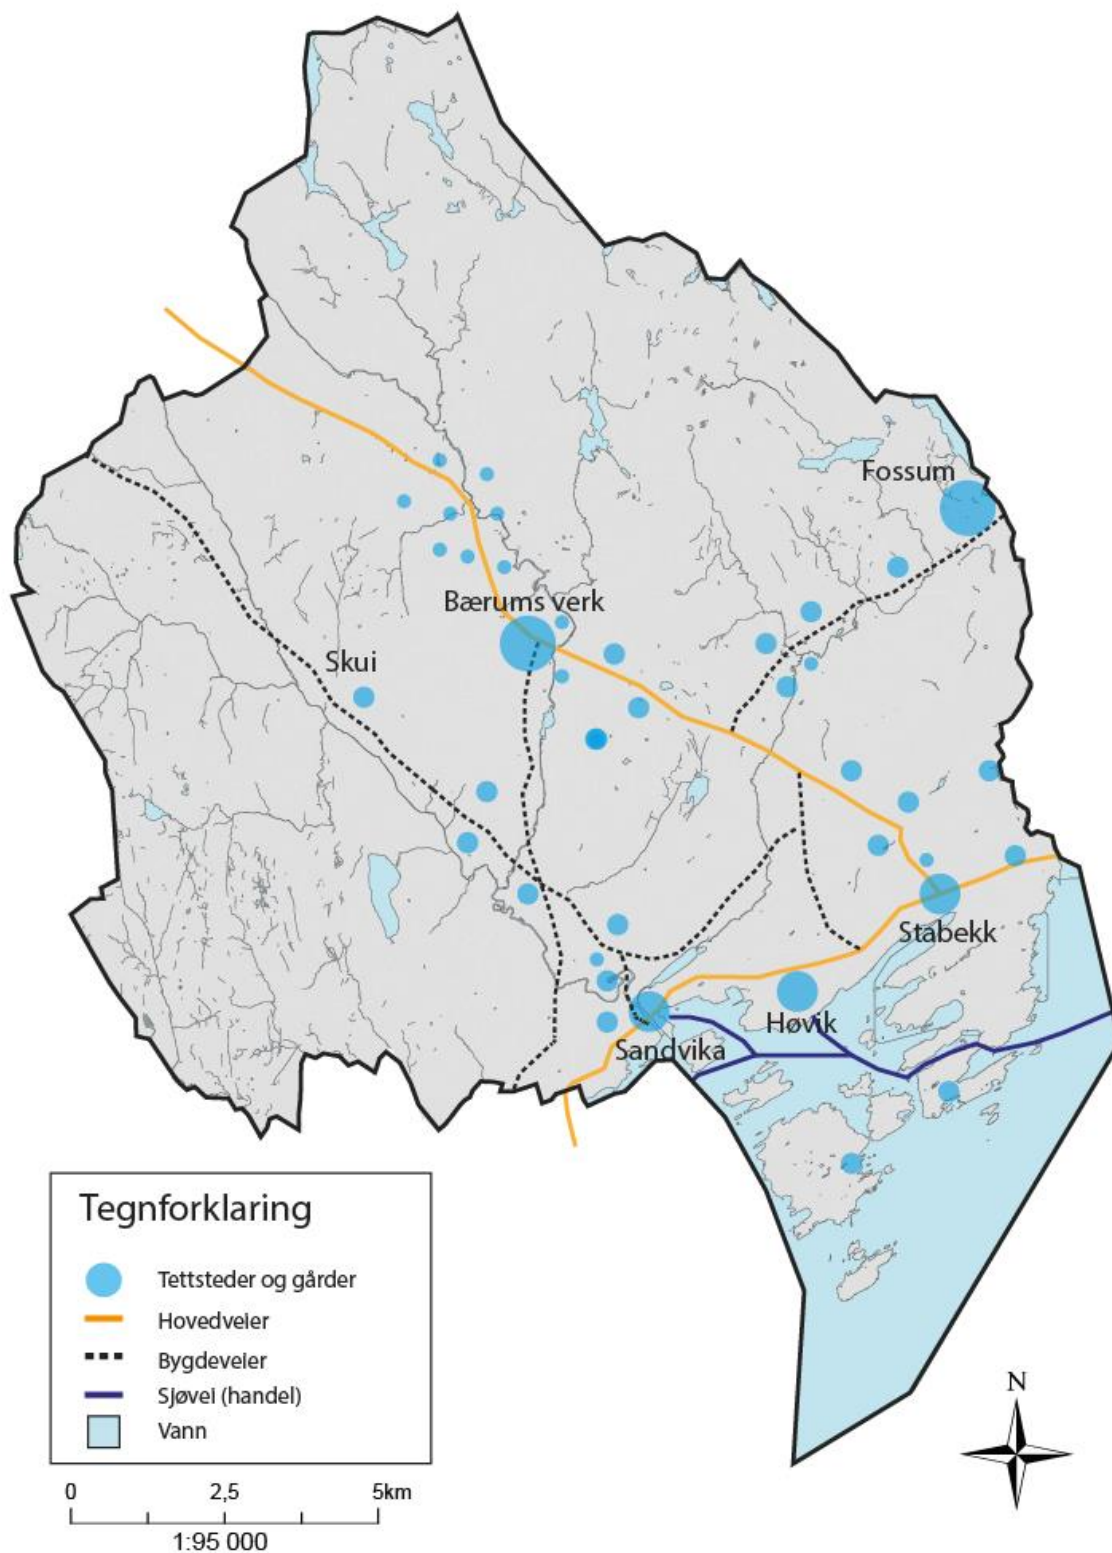 Fossum
Bærums verk
Skui
Stabekk
Høvik
Sandvika
Tegnforklaring
Tettsteder og gårder
Hovedveier
Bygdeveier
Sjøvei (handel)
Vann
N
0 2,5 5km
1:95 000